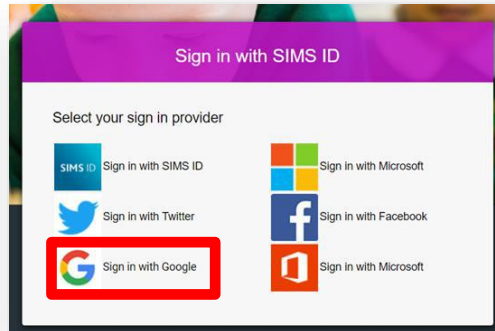 Sign in with SIMS ID
Select your sign in provider
SIMS ID Sign in with SIMS ID
Sign in with Microsoft
Sign in with Twitter
Sign in with Facebook
Sign in with Google
Sign in with Microsoft